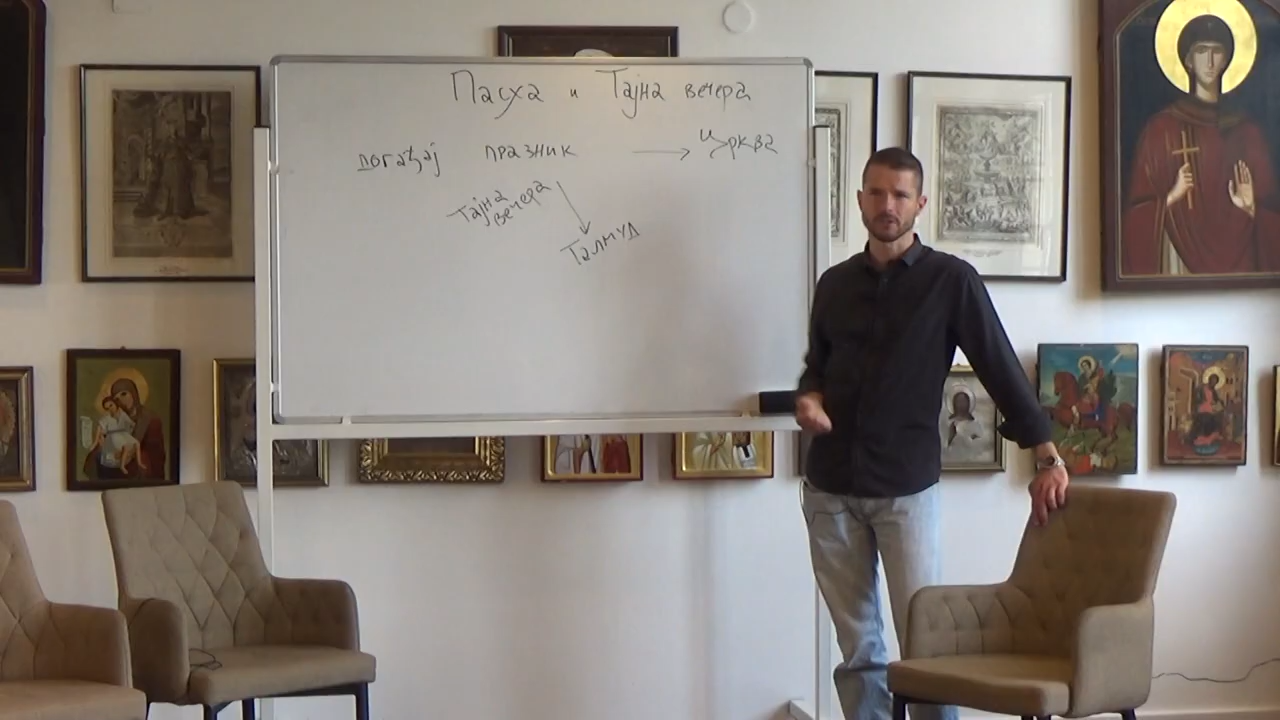 Пасха и Тајна вечера
догађај празник → Црква
Тајна вечера
Талмуд